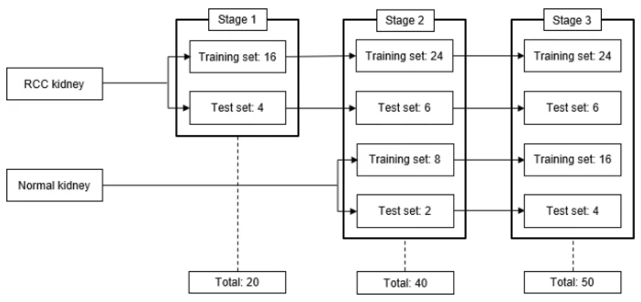 Stage 1
Stage 2
Stage 3
RCC kidney
Training set: 16
Training set: 24
Training set: 24
Test set: 4
Test set: 6
Test set: 6
Normal kidney
Training set: 8
Training set: 16
Test set: 2
Test set: 4
Total: 20
Total: 40
Total: 50